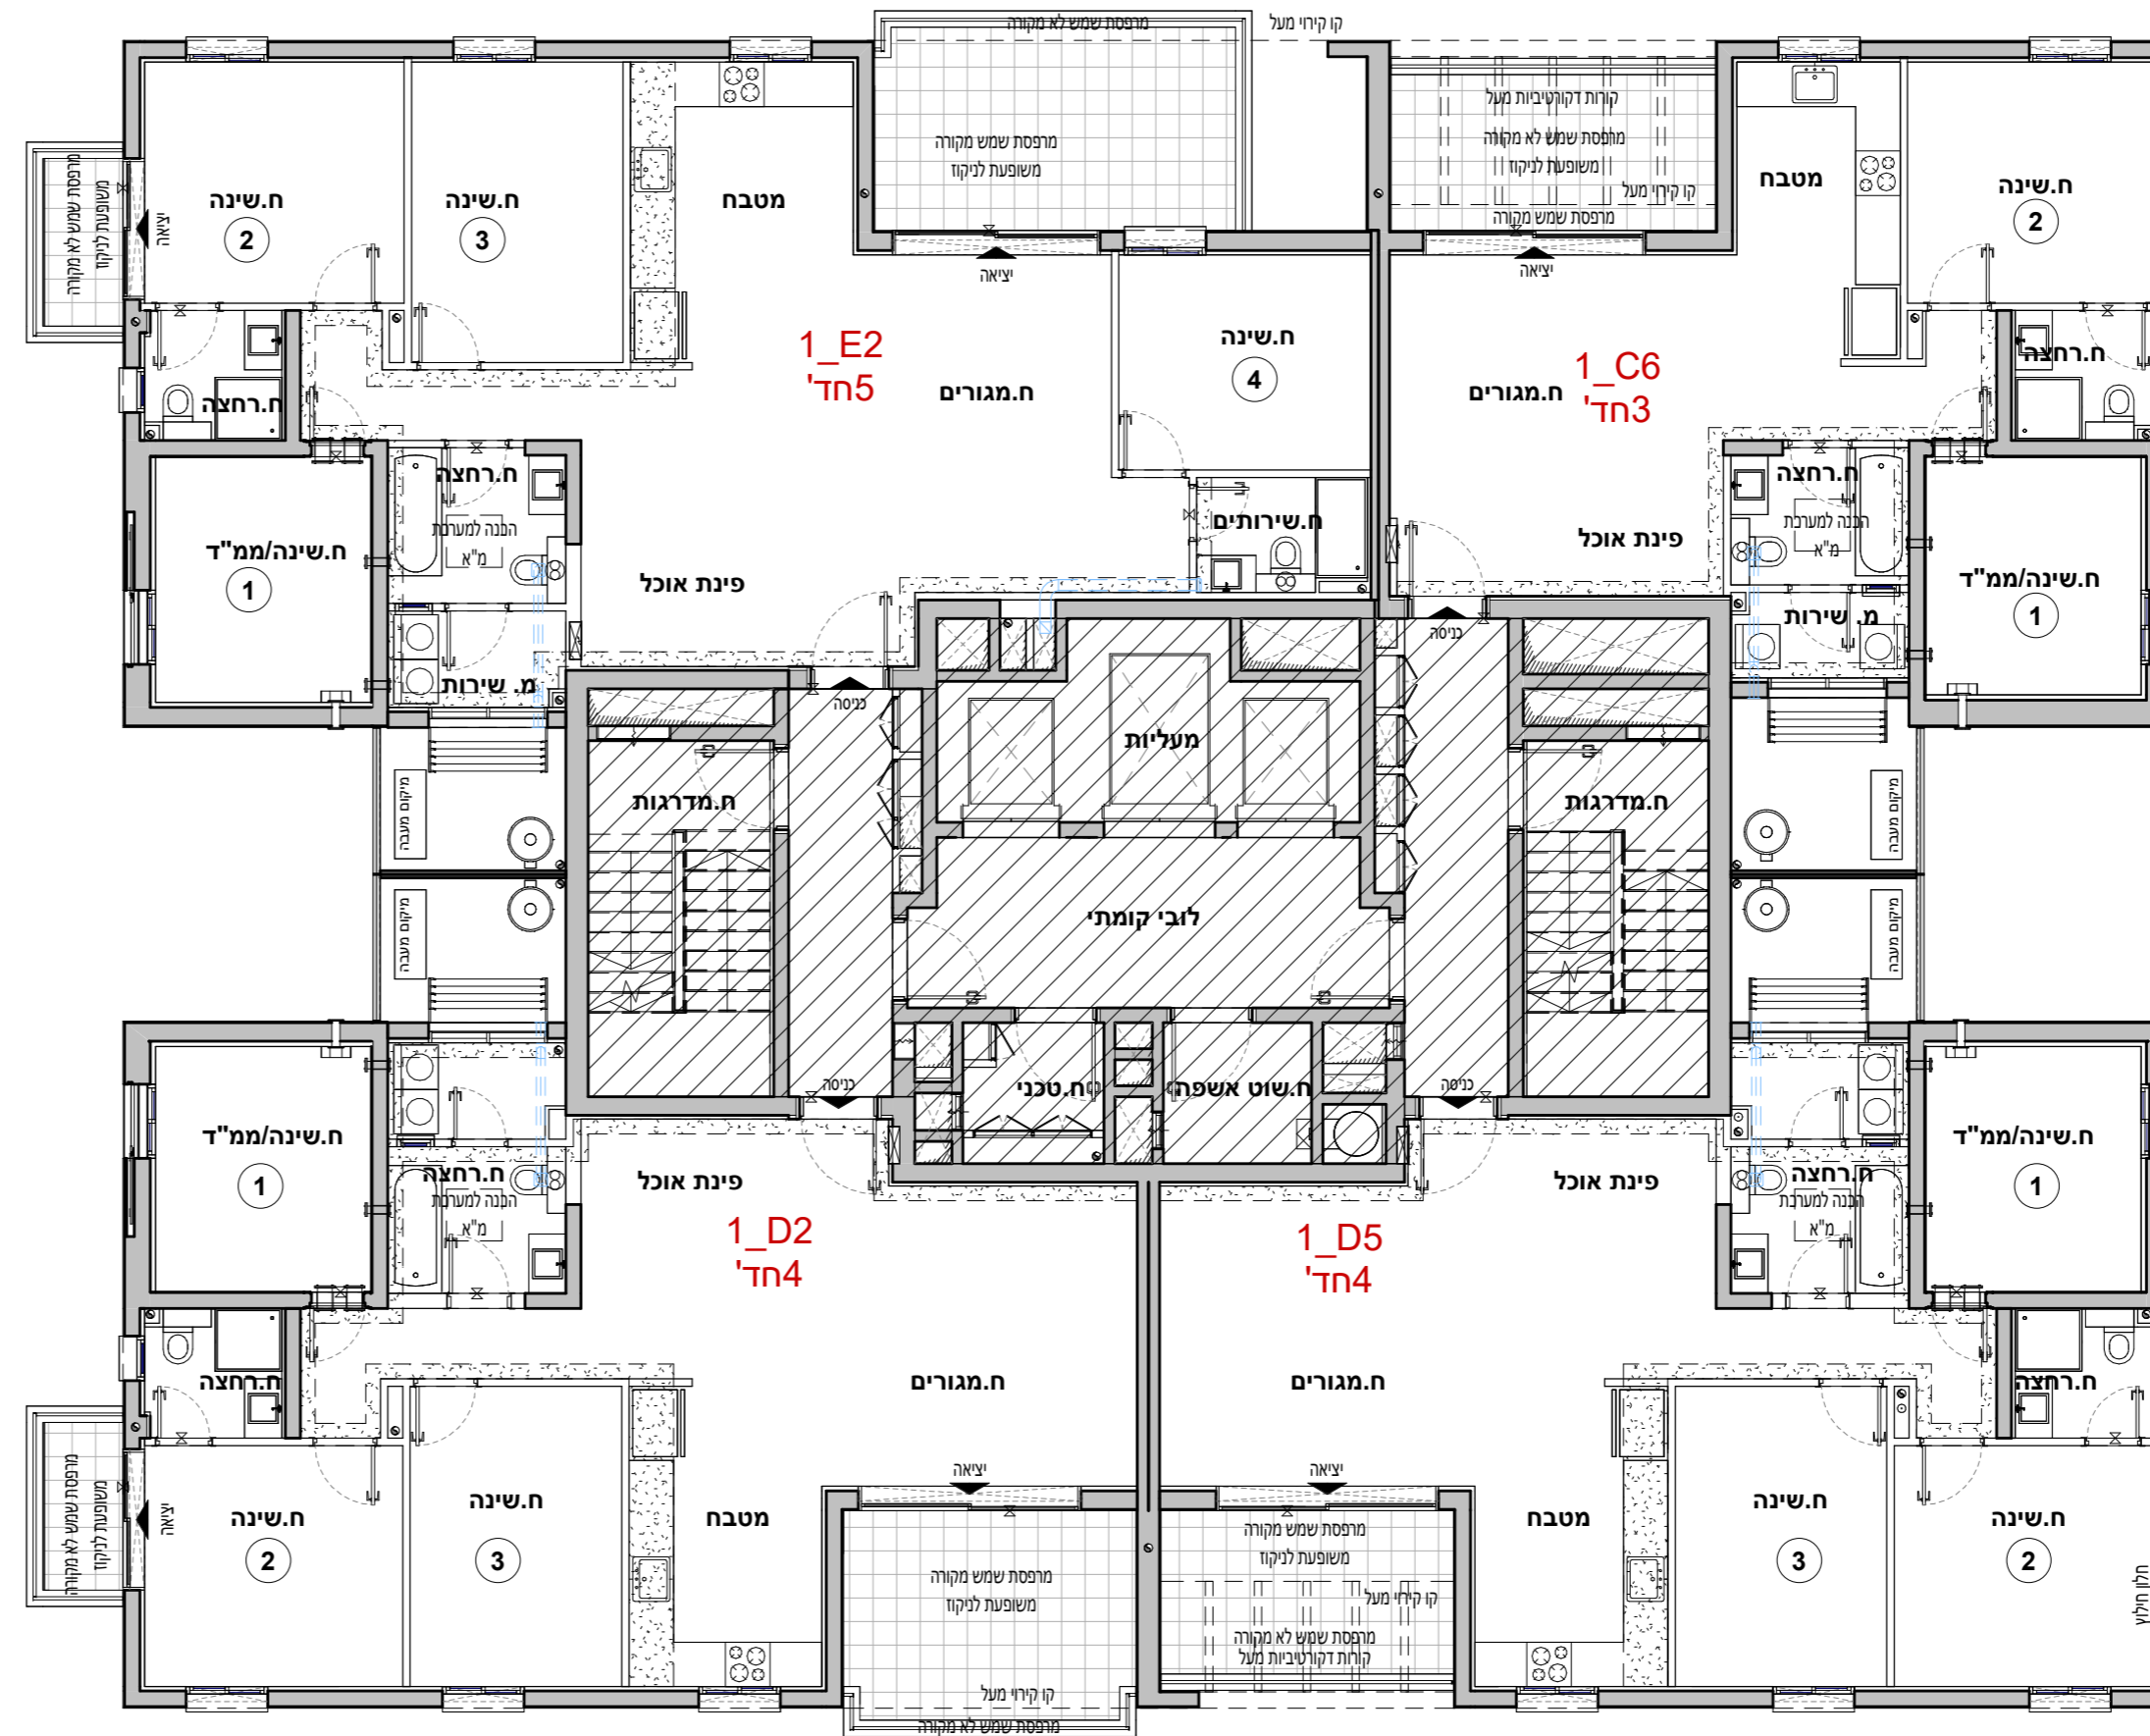 מרפסת שמש לא מקורה
קו קירוי מעל
מרפסת שמש מקורה
משופעת לניקוז
קורות דקורטיביות מעל
מרפסת שמש לא מקורה
משופעת לניקוז
קו קירוי מעל
מרפסת שמש מקורה
מרפסת שמש לא מקורה
משופעת לניקוז
יציאה
ח.שינה
2
ח.שינה
3
מטבח
יציאה
יציאה
מטבח
ח.שינה
2
1_E2
5חד'
ח.מגורים
ח.שינה
4
1_C6
3חד'
ח.מגורים
ח.רחצה
ח.רחצה
ח.רחצה
הכנה למערכת
מ"א
ח.שירותים
פינת אוכל
ח.רחצה
הכנה למערכת
מ"א
ח.שינה/ממ"ד
1
פינת אוכל
ח.שינה/ממ"ד
1
מ. שירות
מ. שירות
כניסה
כניסה
מעליות
ח.מדרגות
ח.מדרגות
מיקום מעבה
מיקום מעבה
לובי קומתי
מיקום מעבה
מיקום מעבה
ח.טכני
ח.שוט אשפה
כניסה
כניסה
ח.שינה/ממ"ד
1
ח.רחצה
הכנה למערכת
מ"א
פינת אוכל
פינת אוכל
ח.רחצה
הכנה למערכת
מ"א
ח.שינה/ממ"ד
1
1_D2
4חד'
1_D5
4חד'
ח.רחצה
ח.מגורים
ח.מגורים
ח.רחצה
יציאה
יציאה
מרפסת שמש לא מקורה
משופעת לניקוז
יציאה
ח.שינה
2
ח.שינה
3
מטבח
מטבח
ח.שינה
3
ח.שינה
2
מרפסת שמש מקורה
משופעת לניקוז
מרפסת שמש מקורה
משופעת לניקוז
קו קירוי מעל
מרפסת שמש לא מקורה
קורות דקורטיביות מעל
חלון חילוץ
קו קירוי מעל
מרפסת שמש לא מקורה